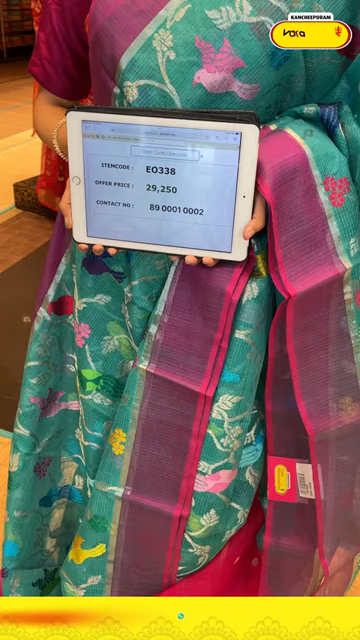 KANCHEEPURAM
ITEMCODE : EO338
OFFER PRICE : 29,250
CONTACT NO : 89 0001 0002